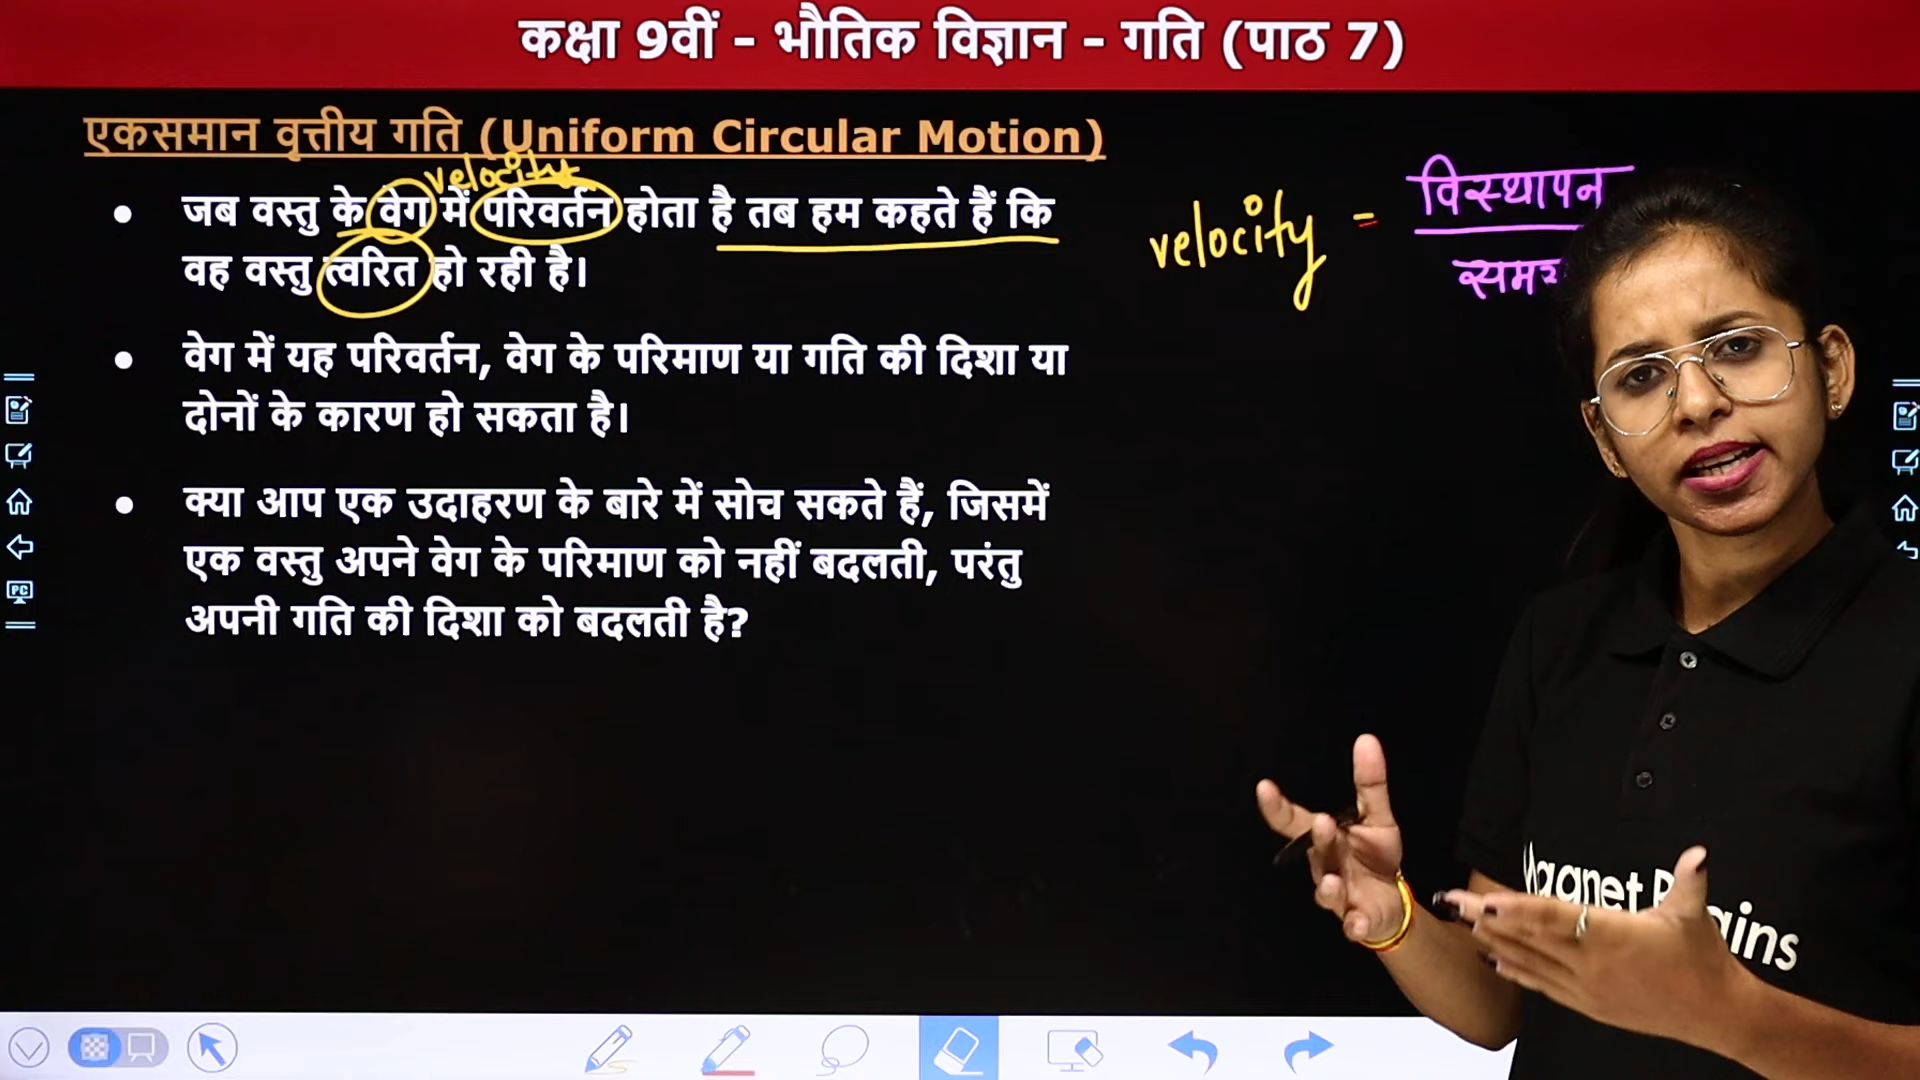 कक्षा 9वीं - भौतिक विज्ञान - गति (पाठ 7)
एकसमान वृत्तीय गति (Uniform Circular Motion)
velocity
• जब वस्तु के वेग में परिवर्तन होता है तब हम कहते हैं कि
वह वस्तु त्वरित हो रही है।
velocity = विस्थापन
• वेग में यह परिवर्तन, वेग के परिमाण या गति की दिशा या
दोनों के कारण हो सकता है।
• क्या आप एक उदाहरण के बारे में सोच सकते हैं, जिसमें
एक वस्तु अपने वेग के परिमाण को नहीं बदलती, परंतु
अपनी गति की दिशा को बदलती है?
PC